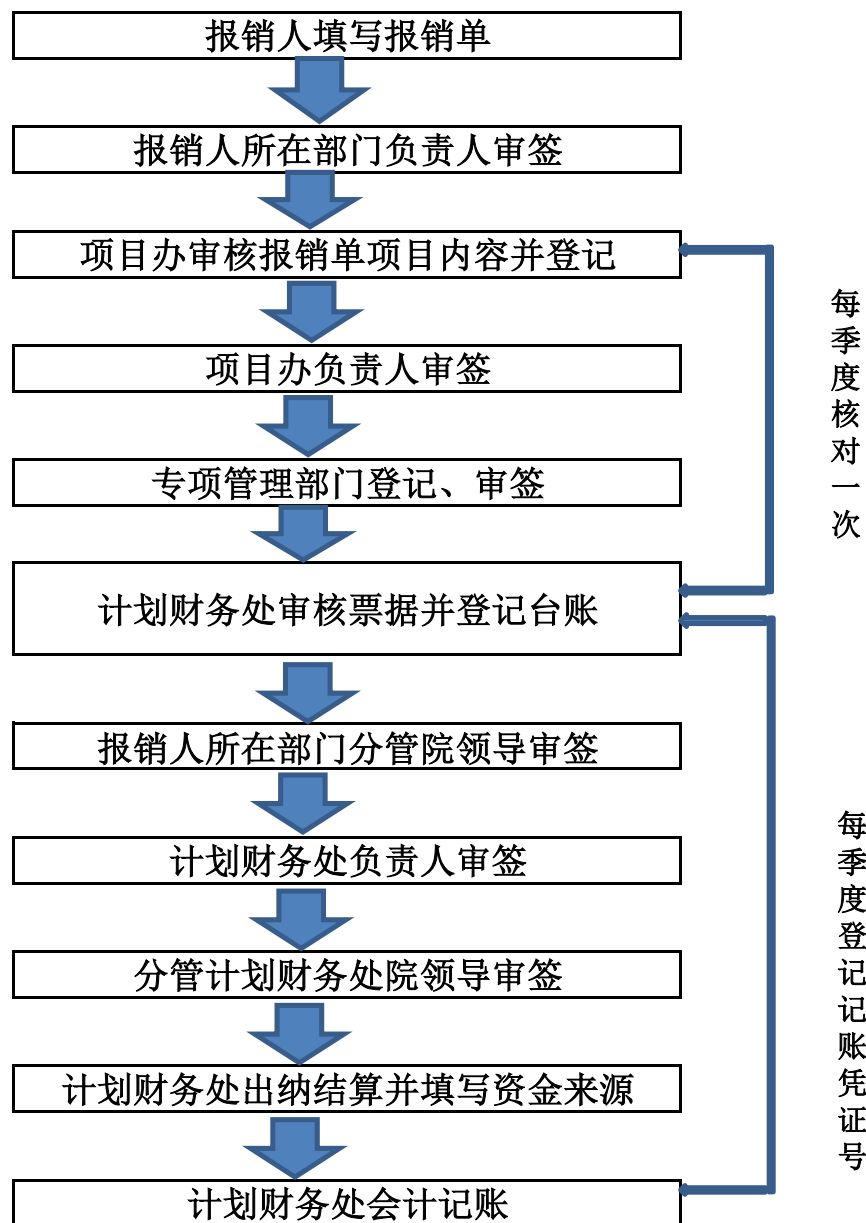 报销人填写报销单
报销人所在部门负责人审签
项目办审核报销单项目内容并登记
项目办负责人审签
专项管理部门登记、审签
计划财务处审核票据并登记台账
报销人所在部门分管院领导审签
计划财务处负责人审签
分管计划财务处院领导审签
计划财务处出纳结算并填写资金来源
计划财务处会计记账
每季度核对一次
每季度登记记账凭证号